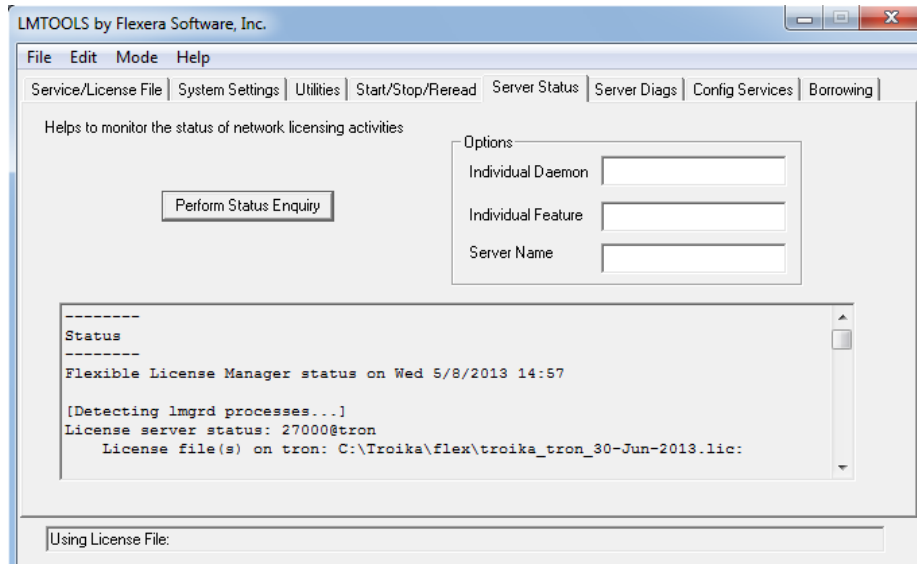 LMTOOLS by Flexera Software, Inc.
File Edit Mode Help
Service/License File System Settings Utilities Start/Stop/Reread Server Status Server Diags Config Services Borrowing
Helps to monitor the status of network licensing activities
Options
Individual Daemon
Perform Status Enquiry
Individual Feature
Server Name
--------
Status
--------
Flexible License Manager status on Wed 5/8/2013 14:57
[Detecting lmgrd processes...]
License server status: 27000@tron
License file(s) on tron: C:\Troika\flex\troika_tron_30-Jun-2013.lic:
Using License File: